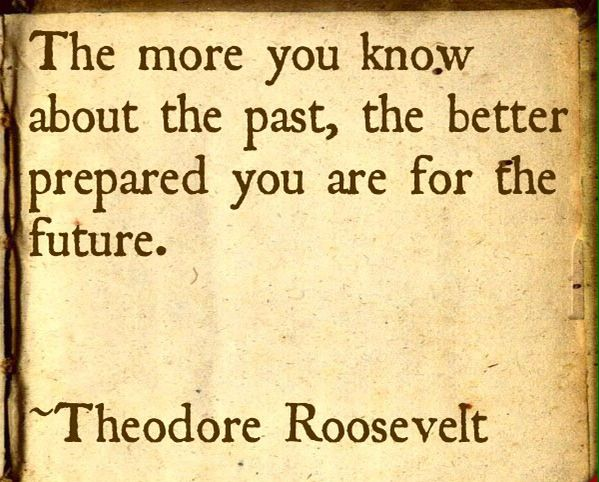 The more you know
about the past, the better
prepared you are for the
future.
~Theodore Roosevelt